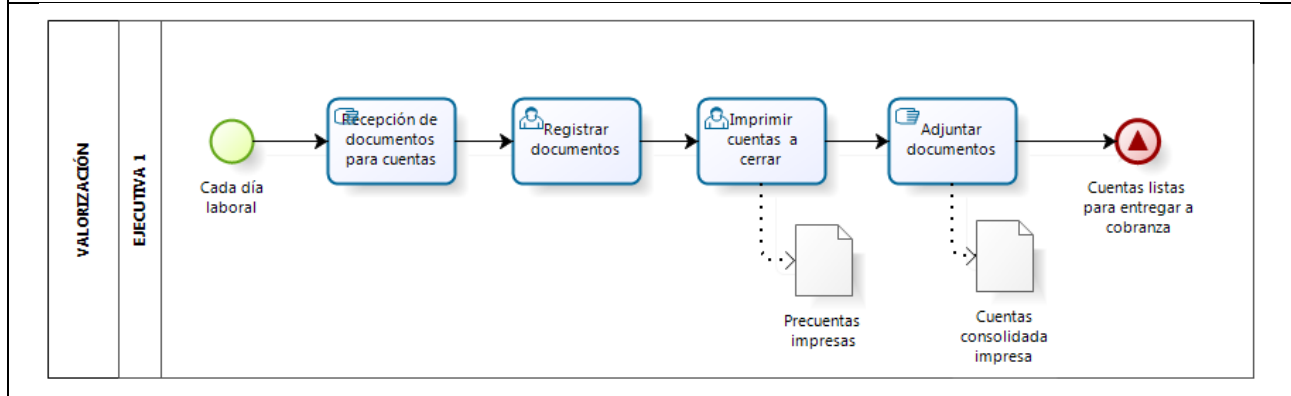 VALORIZACIÓN
EJECUTIVA 1
Cada día
laboral
Recepción de
documentos
para cuentas
Registrar
documentos
Imprimir
cuentas a
cerrar
Adjuntar
documentos
Precuentas
impresas
Cuentas
consolidada
impresa
Cuentas listas
para entregar a
cobranza